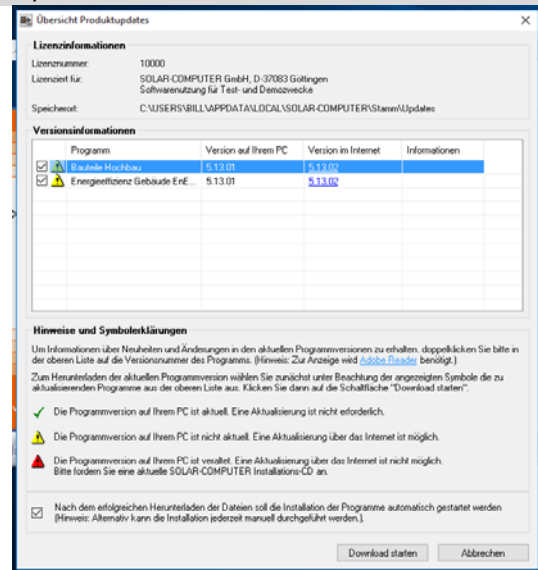 Übersicht Produktupdates
Lizenzinformationen
Lizenznummer: 10000
Lizenziert für: SOLAR-COMPUTER GmbH, D-37083 Göttingen
Softwarenutzung für Test- und Demozwecke
Speicherort: C:\USERS\BILL\APPDATA\LOCAL\SOLAR-COMPUTER\Stamm\Updates
Versionsinformationen
Programm Version auf Ihrem PC Version im Internet Informationen
Bauteile Hochbau 5.13.01 5.13.02
Energieeffizienz Gebäude EnE... 5.13.01 5.13.02
Hinweise und Symbolerklärungen
Um Informationen über Neuheiten und Änderungen in den aktuellen Programmversionen zu erhalten. doppelklicken Sie bitte in
der oberen Liste auf die Versionsnummer des Programms. (Hinweis: Zur Anzeige wird Adobe Reader benötigt.)
Zum Herunterladen der aktuellen Programmversion wählen Sie zunächst unter Beachtung der angezeigten Symbole die zu
aktualisierenden Programme aus der oberen Liste aus. Klicken Sie dann auf die Schaltfläche "Download starten".
Die Programmversion auf Ihrem PC ist aktuell. Eine Aktualisierung ist nicht erforderlich.
Die Programmversion auf Ihrem PC ist nicht aktuell. Eine Aktualisierung über das Internet ist möglich.
Die Programmversion auf Ihrem PC ist veraltet. Eine Aktualisierung über das Internet ist nicht möglich.
Bitte fordern Sie eine aktuelle SOLAR-COMPUTER Installations-CD an.
Nach dem erfolgreichen Herunterladen der Dateien soll die Installation der Programme automatisch gestartet werden
(Hinweis: Alternativ kann die Installation jederzeit manuell durchgeführt werden.).
Download starten Abbrechen